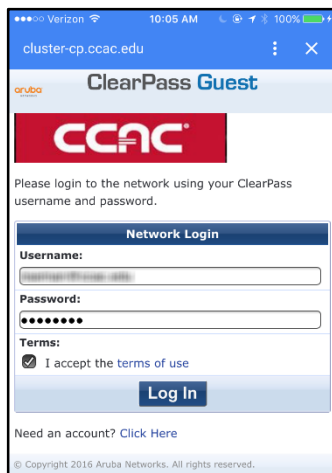 Verizon 10:05 AM 100%
cluster-cp.ccac.edu
aruba
ClearPass Guest
CCAC
Please login to the network using your ClearPass
username and password.
Network Login
Username:
Password:
Terms:
I accept the terms of use
Log In
Need an account? Click Here
© Copyright 2016 Aruba Networks. All rights reserved.